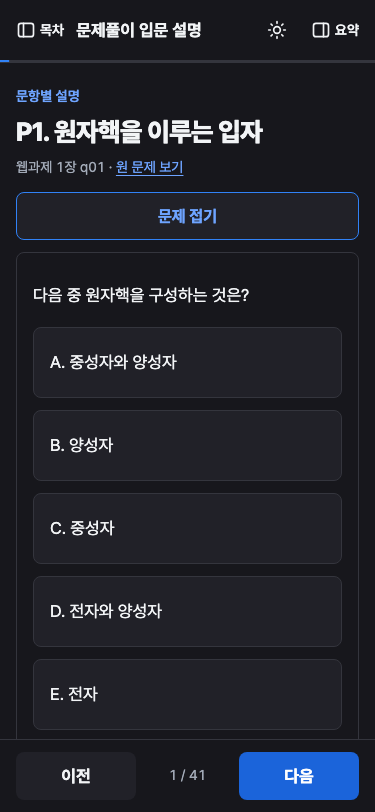 목차 문제풀이 입문 설명 요약
문항별 설명
P1. 원자핵을 이루는 입자
웹과제 1장 q01 · 원 문제 보기
문제 접기
다음 중 원자핵을 구성하는 것은?
A. 중성자와 양성자
B. 양성자
C. 중성자
D. 전자와 양성자
E. 전자
이전 1 / 41 다음